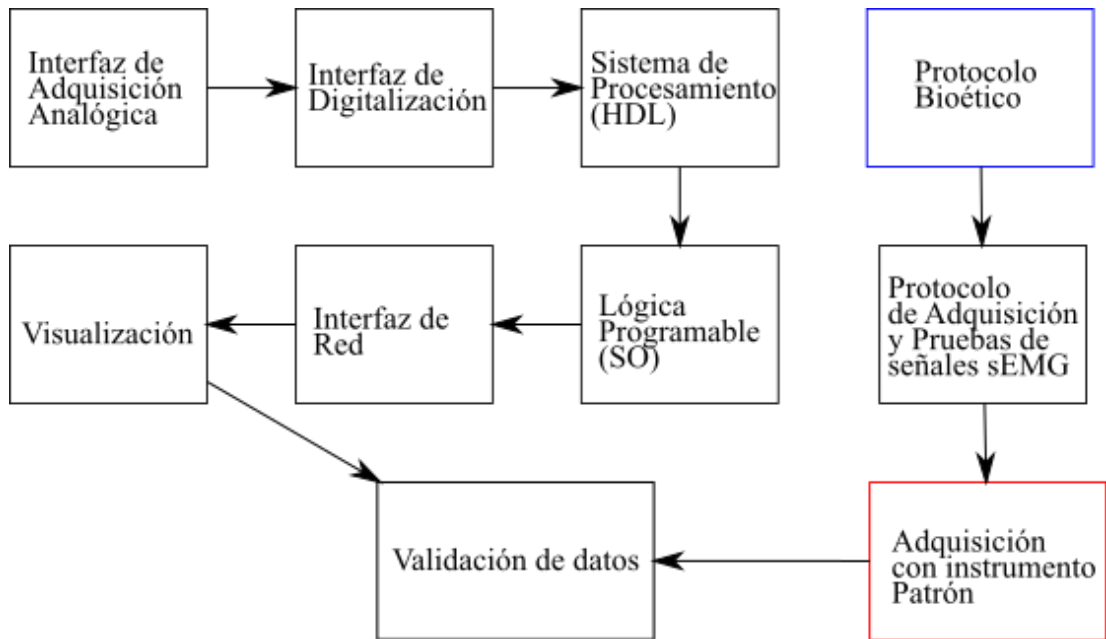 Interfaz de
Adquisición
Analógica
Interfaz de
Digitalización
Sistema de
Procesamiento
(HDL)
Protocolo
Bioético
Visualización
Interfaz de
Red
Lógica
Programable
(SO)
Protocolo
de Adquisición
y Pruebas de
señales sEMG
Validación de datos
Adquisición
con instrumento
Patrón